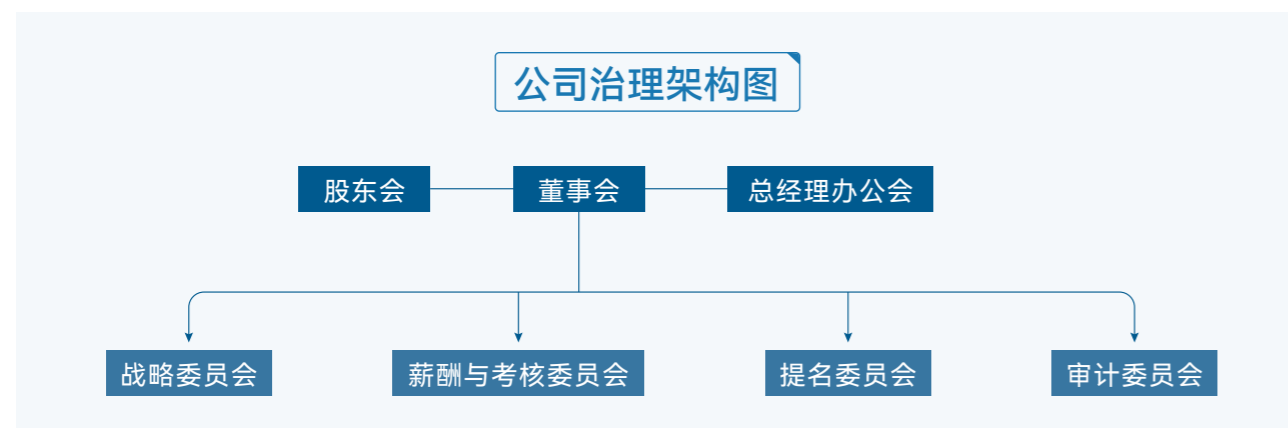 公司治理架构图
股东会
董事会
总经理办公会
战略委员会
薪酬与考核委员会
提名委员会
审计委员会